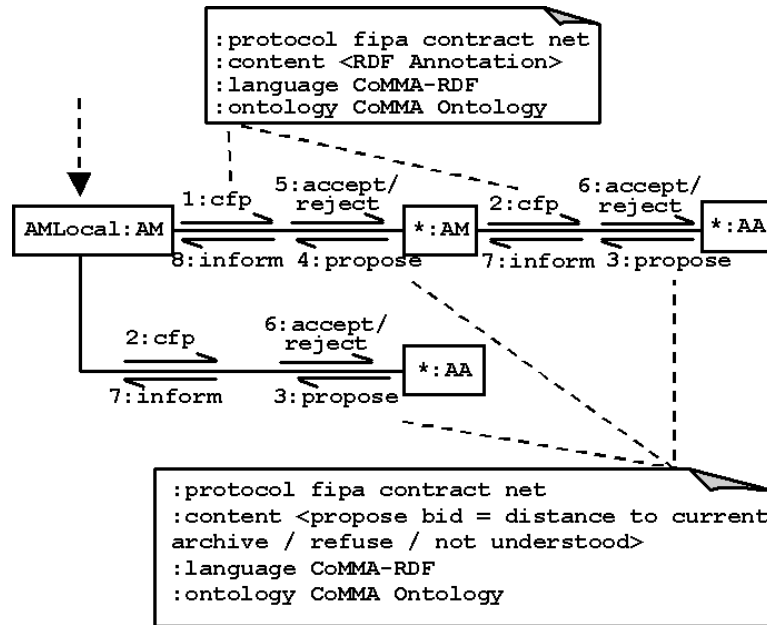 :protocol fipa contract net
:content <RDF Annotation>
:language CoMMA-RDF
:ontology CoMMA Ontology
1:cfp
5:accept/
reject
2:cfp
6:accept/
reject
AMLocal:AM
*:AM
*:AA
8:inform
4:propose
7:inform
3:propose
2:cfp
6:accept/
reject
*:AA
7:inform
3:propose
:protocol fipa contract net
:content <propose bid = distance to current
archive / refuse / not understood>
:language CoMMA-RDF
:ontology CoMMA Ontology